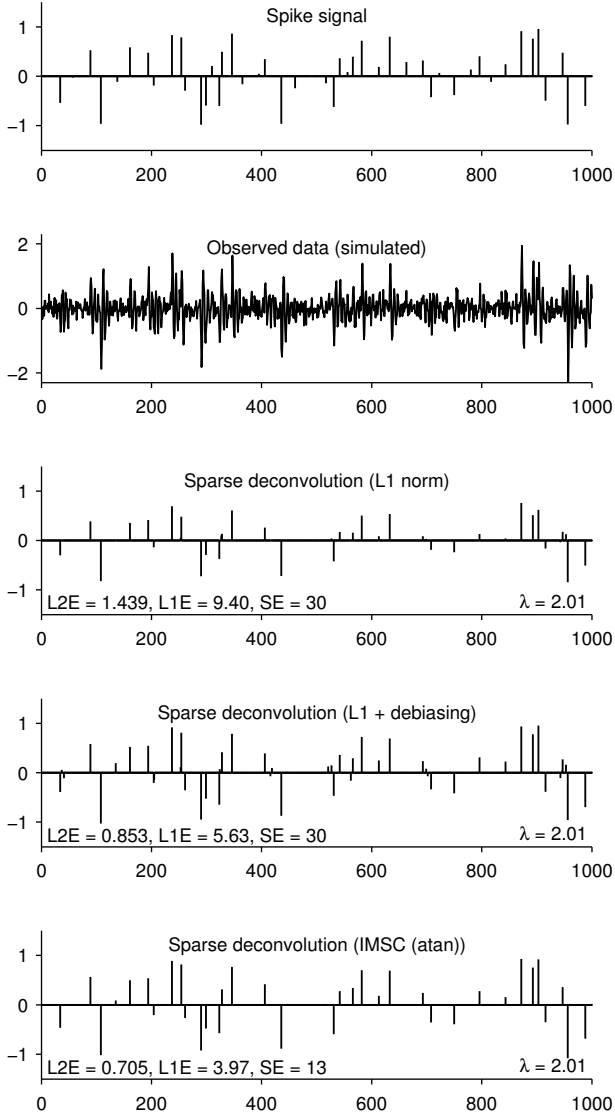 Spike signal
1
0
−1
0 200 400 600 800 1000
Observed data (simulated)
2
0
−2
0 200 400 600 800 1000
Sparse deconvolution (L1 norm)
1
0
−1
L2E = 1.439, L1E = 9.40, SE = 30 λ = 2.01
0 200 400 600 800 1000
Sparse deconvolution (L1 + debiasing)
1
0
−1
L2E = 0.853, L1E = 5.63, SE = 30 λ = 2.01
0 200 400 600 800 1000
Sparse deconvolution (IMSC (atan))
1
0
−1
L2E = 0.705, L1E = 3.97, SE = 13 λ = 2.01
0 200 400 600 800 1000